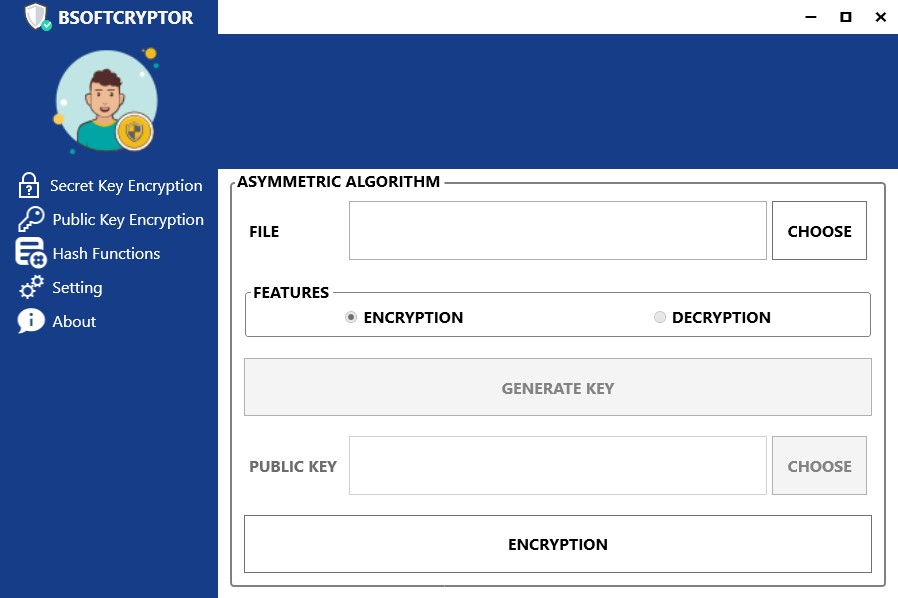 BSOFTCRYPTOR
Secret Key Encryption
Public Key Encryption
Hash Functions
Setting
About
ASYMMETRIC ALGORITHM
FILE
CHOOSE
FEATURES
ENCRYPTION
DECRYPTION
GENERATE KEY
PUBLIC KEY
CHOOSE
ENCRYPTION